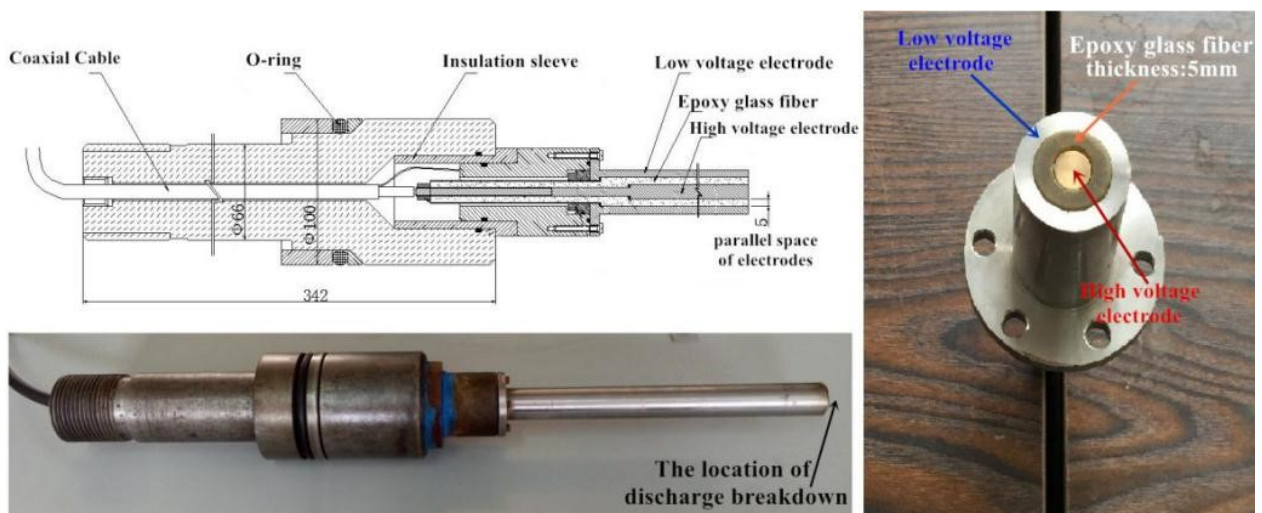 Coaxial Cable
O-ring
Insulation sleeve
Low voltage electrode
Epoxy glass fiber
High voltage electrode
Φ66
Φ100
5
parallel space
of electrodes
342
The location of
discharge breakdown
Low voltage
electrode
Epoxy glass fiber
thickness:5mm
High voltage
electrode